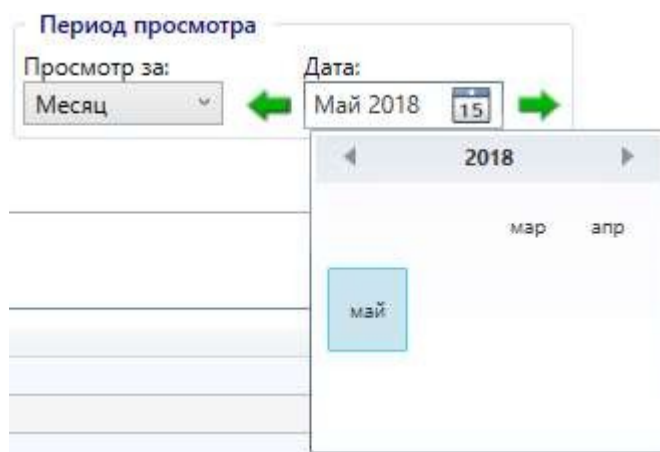 Период просмотра
Просмотр за: Дата:
Месяц Май 2018 15
2018
мар апр
май